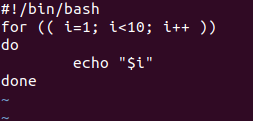 #!/bin/bash
for (( i=1; i<10; i++ ))
do
        echo "$i"
done
~
~